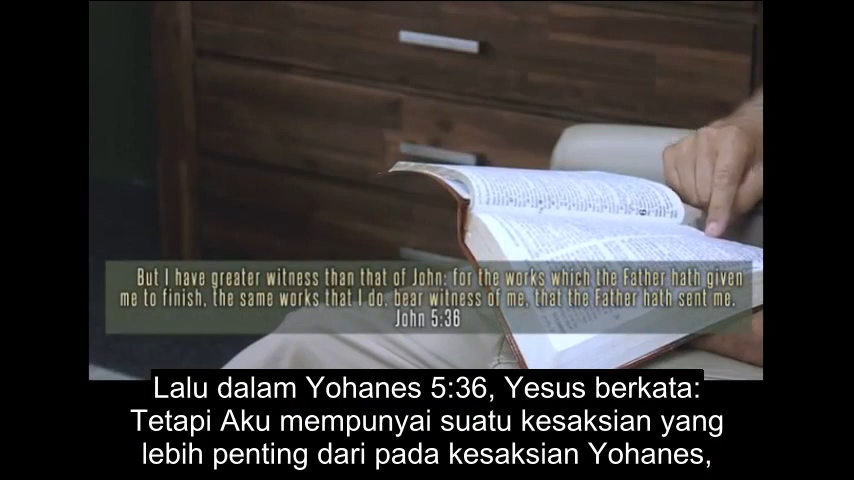 But I have greater witness than that of John: for the works which the Father hath given
me to finish, the same works that I do, bear witness of me, that the Father hath sent me.
John 5:36
Lalu dalam Yohanes 5:36, Yesus berkata:
Tetapi Aku mempunyai suatu kesaksian yang
lebih penting dari pada kesaksian Yohanes,